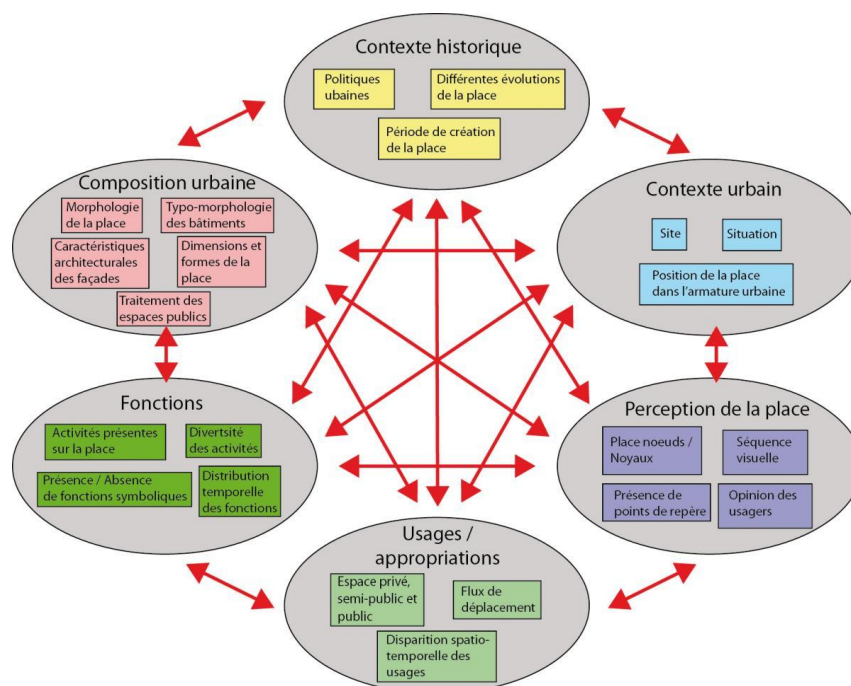 Contexte historique
Politiques
ubaines
Différentes évolutions
de la place
Période de création
de la place
Composition urbaine
Morphologie
de la place
Typo-morphologie
des bâtiments
Caractéristiques
architecturales
des façades
Dimensions et
formes de la
place
Traitement des
espaces publics
Contexte urbain
Site
Situation
Position de la place
dans l'armature urbaine
Fonctions
Activités présentes
sur la place
Divertsité
des activités
Présence / Absence
de fonctions symboliques
Distribution
temporelle
des fonctions
Perception de la place
Place noeuds /
Noyaux
Séquence
visuelle
Présence de
points de repère
Opinion des
usagers
Usages /
appropriations
Espace privé,
semi-public et
public
Flux de
déplacement
Disparition spatio-
temporelle des
usages